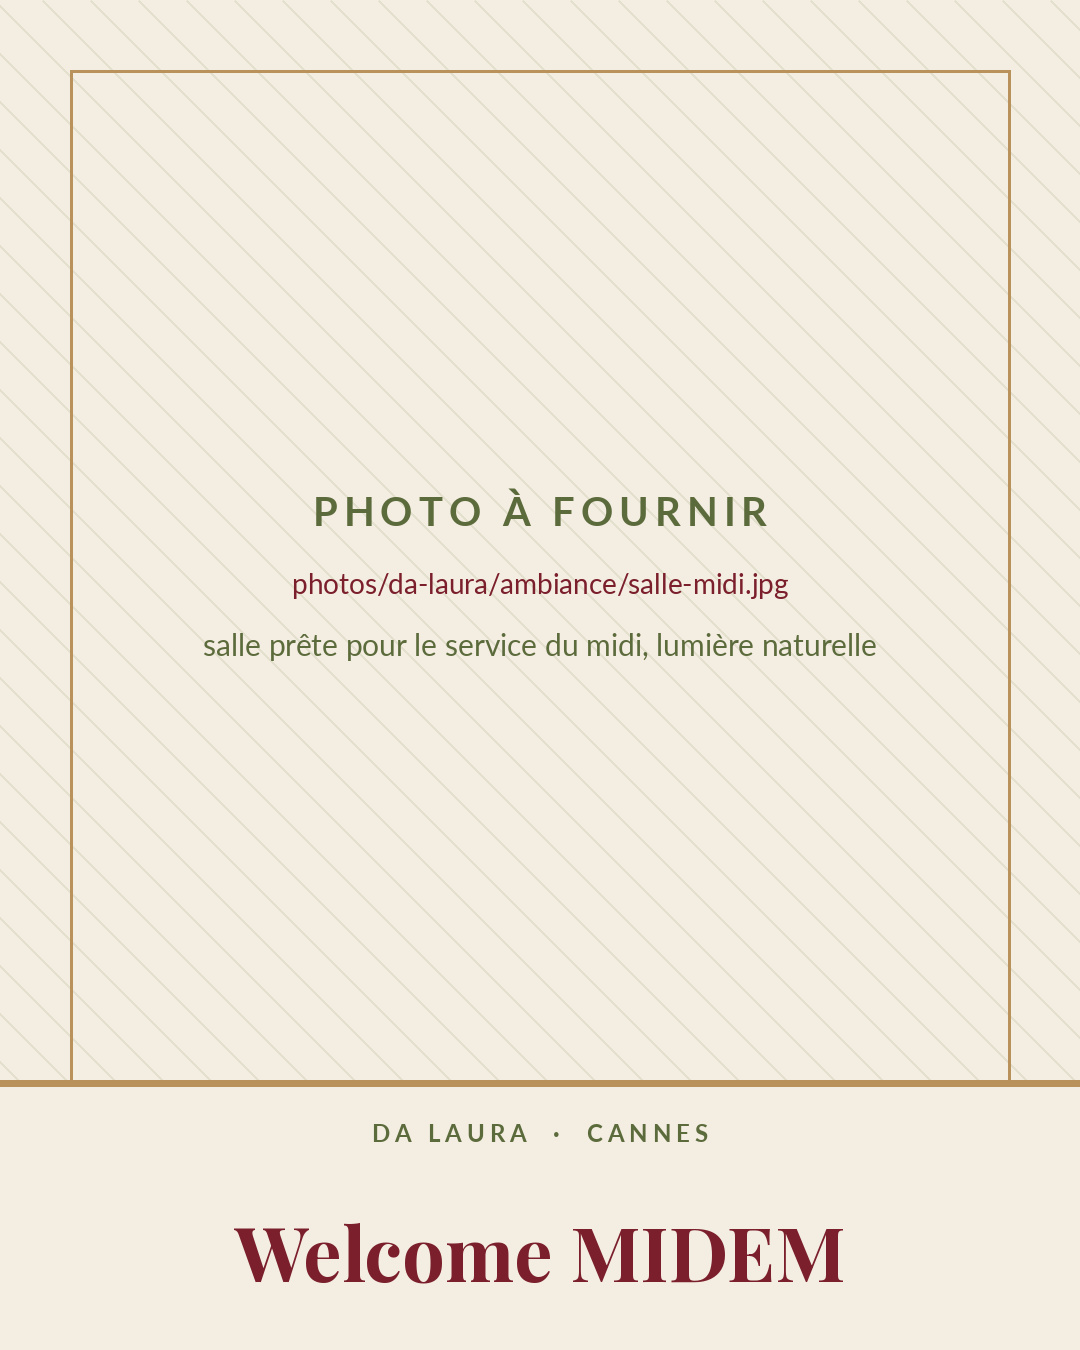 PHOTO À FOURNIR
photos/da-laura/ambiance/salle-midi.jpg
salle prête pour le service du midi, lumière naturelle
DA LAURA · CANNES
Welcome MIDEM